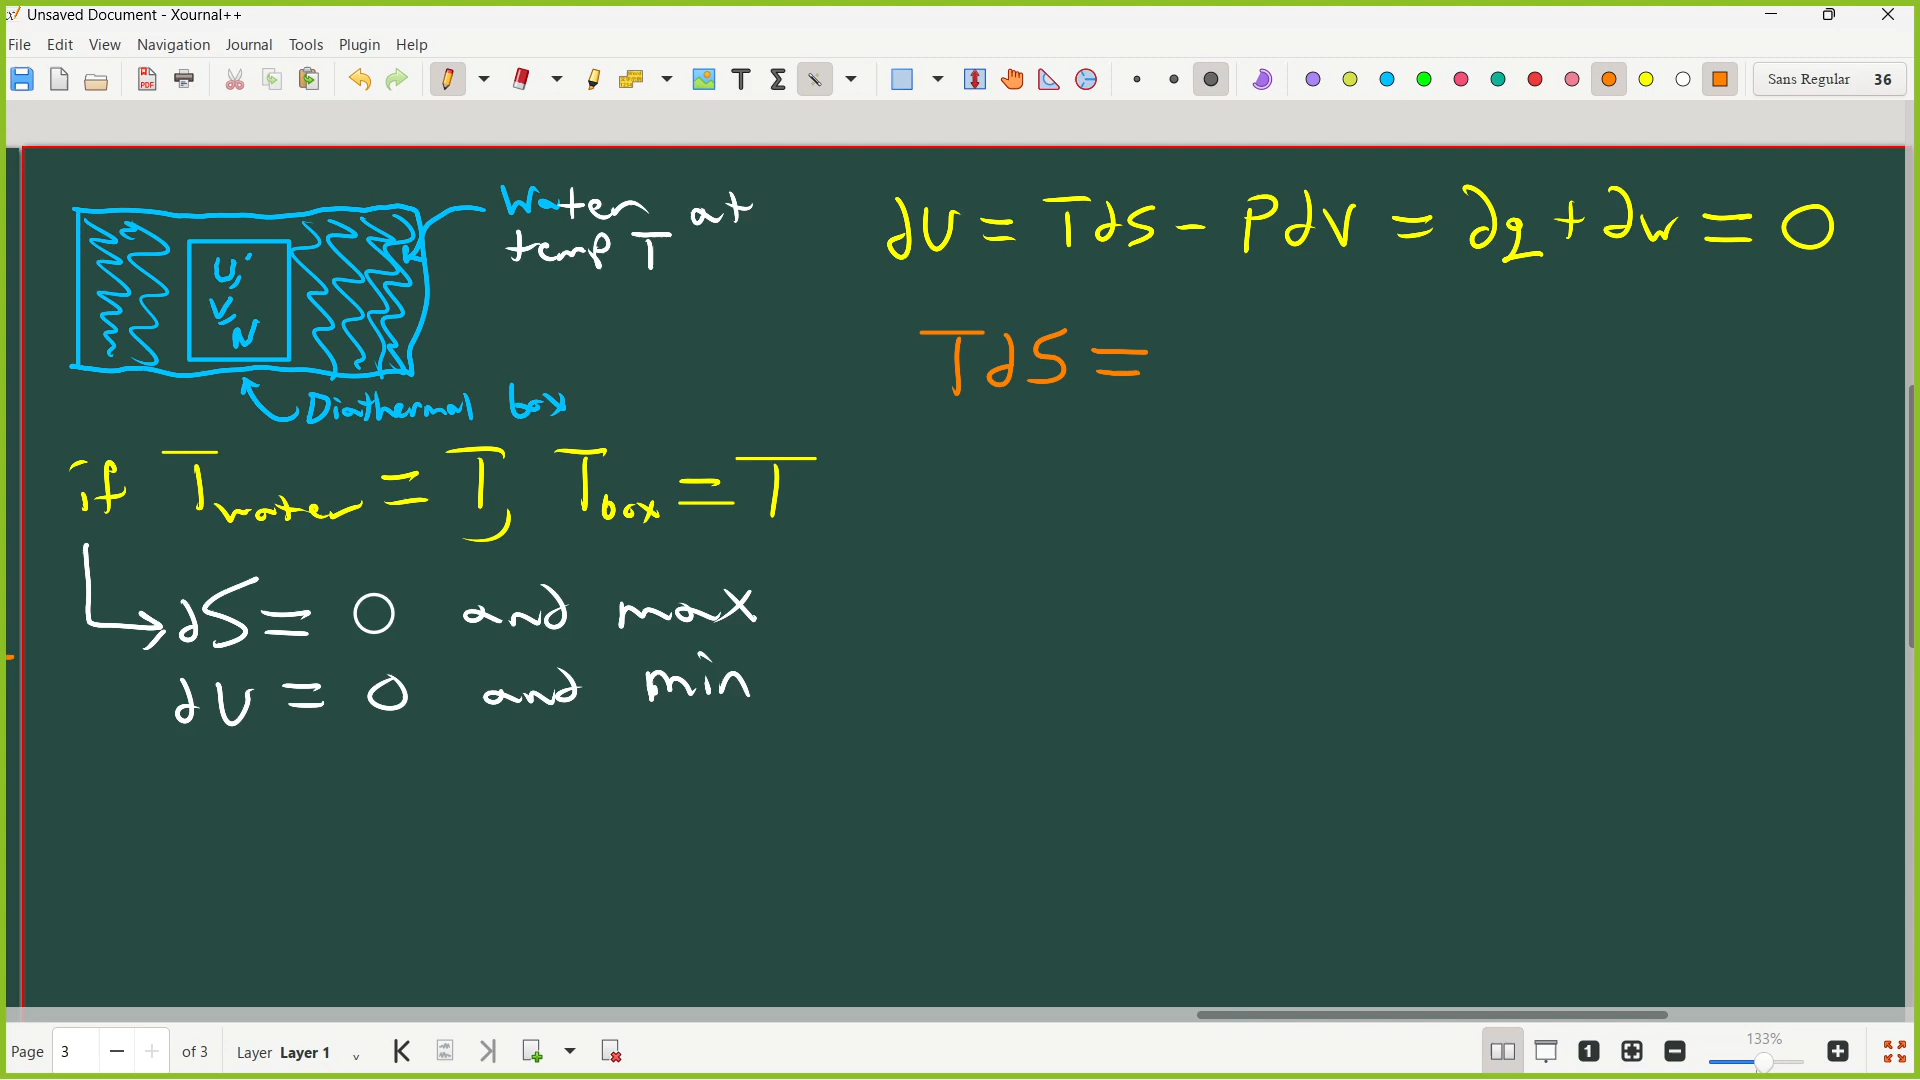 Unsaved Document - Xournal++
File Edit View Navigation Journal Tools Plugin Help
Sans Regular 36
Water at
temp T
U,
V,
N
Diathermal box
if T_water = T, T_box = T
dS = 0 and max
dU = 0 and min
dU = TdS - PdV = dq + dw = 0
TdS =
Page 3 of 3 Layer Layer 1
133%